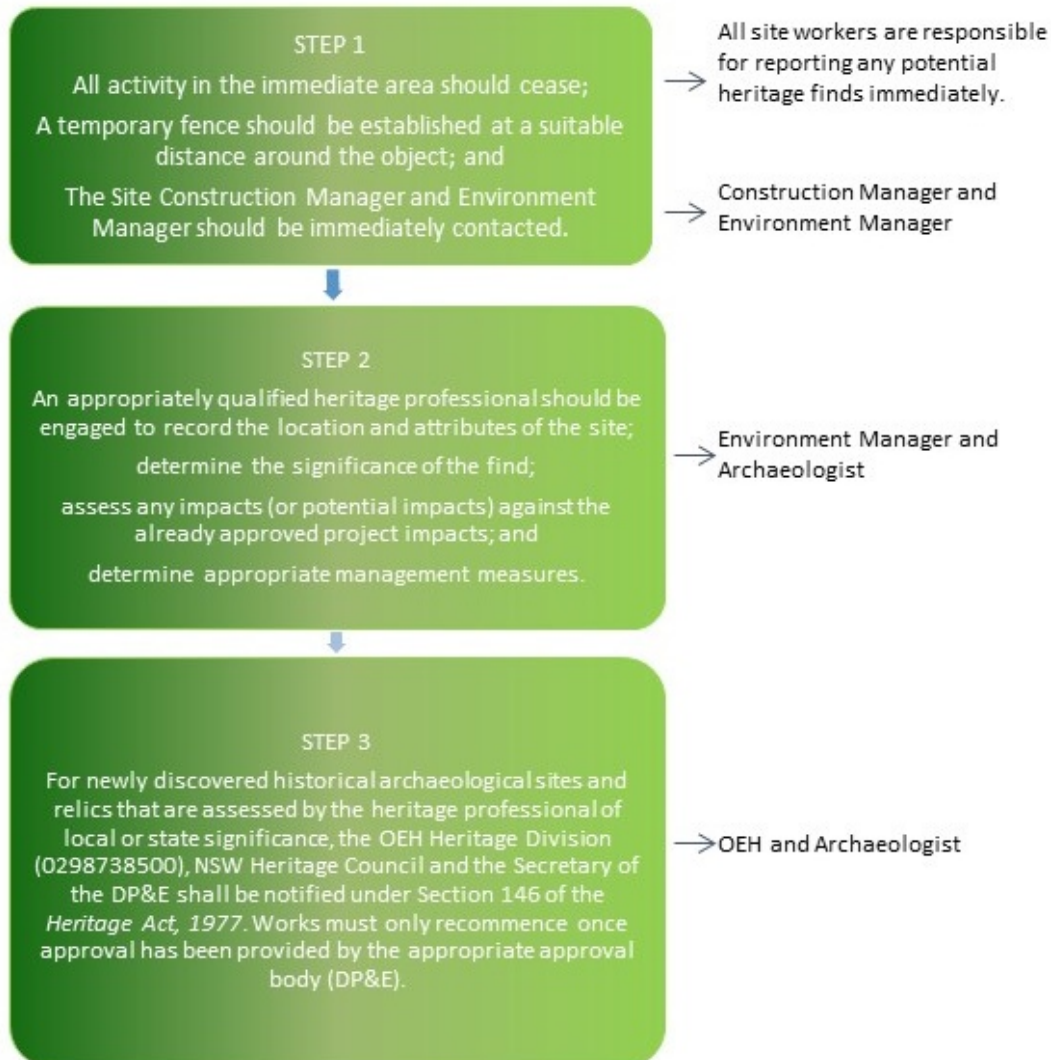 STEP 1
All activity in the immediate area should cease;
A temporary fence should be established at a suitable
distance around the object; and
The Site Construction Manager and Environment
Manager should be immediately contacted.
All site workers are responsible
for reporting any potential
heritage finds immediately.
Construction Manager and
Environment Manager
STEP 2
An appropriately qualified heritage professional should be
engaged to record the location and attributes of the site;
determine the significance of the find;
assess any impacts (or potential impacts) against the
already approved project impacts; and
determine appropriate management measures.
Environment Manager and
Archaeologist
STEP 3
For newly discovered historical archaeological sites and
relics that are assessed by the heritage professional of
local or state significance, the OEH Heritage Division
(0298738500), NSW Heritage Council and the Secretary of
the DP&E shall be notified under Section 146 of the
Heritage Act, 1977. Works must only recommence once
approval has been provided by the appropriate approval
body (DP&E).
OEH and Archaeologist